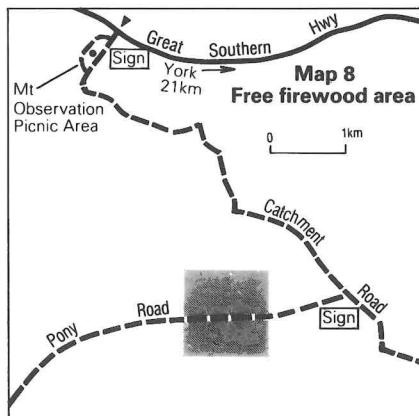 Great Southern Hwy
Sign
York
21km
Map 8
Free firewood area
Mt
Observation
Picnic Area
0 1km
Catchment Road
Pony Road
Sign